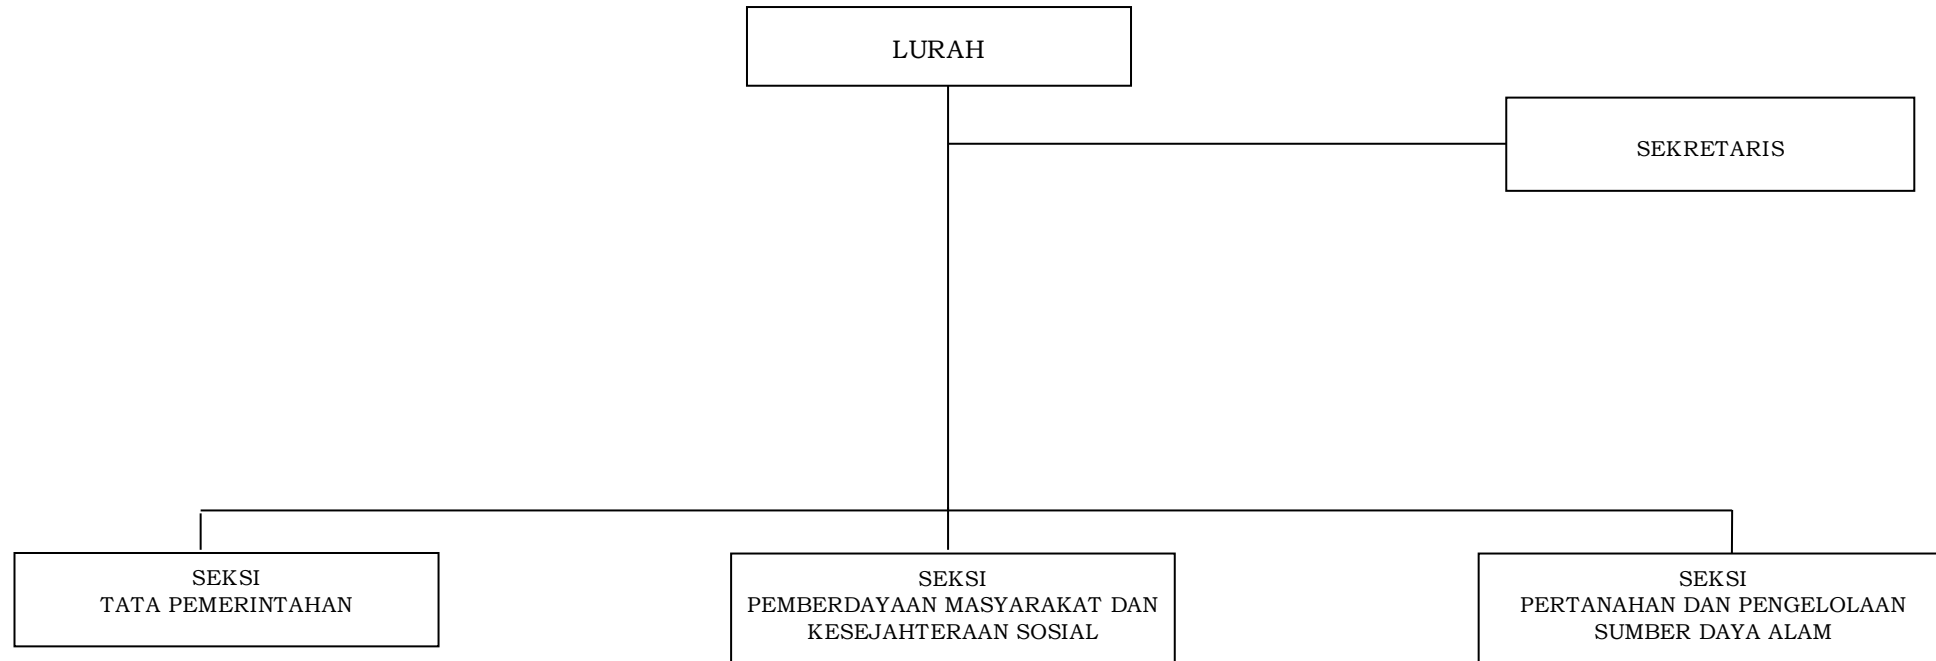 LURAH
SEKRETARIS
SEKSI
TATA PEMERINTAHAN
SEKSI
PEMBERDAYAAN MASYARAKAT DAN
KESEJAHTERAAN SOSIAL
SEKSI
PERTANAHAN DAN PENGELOLAAN
SUMBER DAYA ALAM